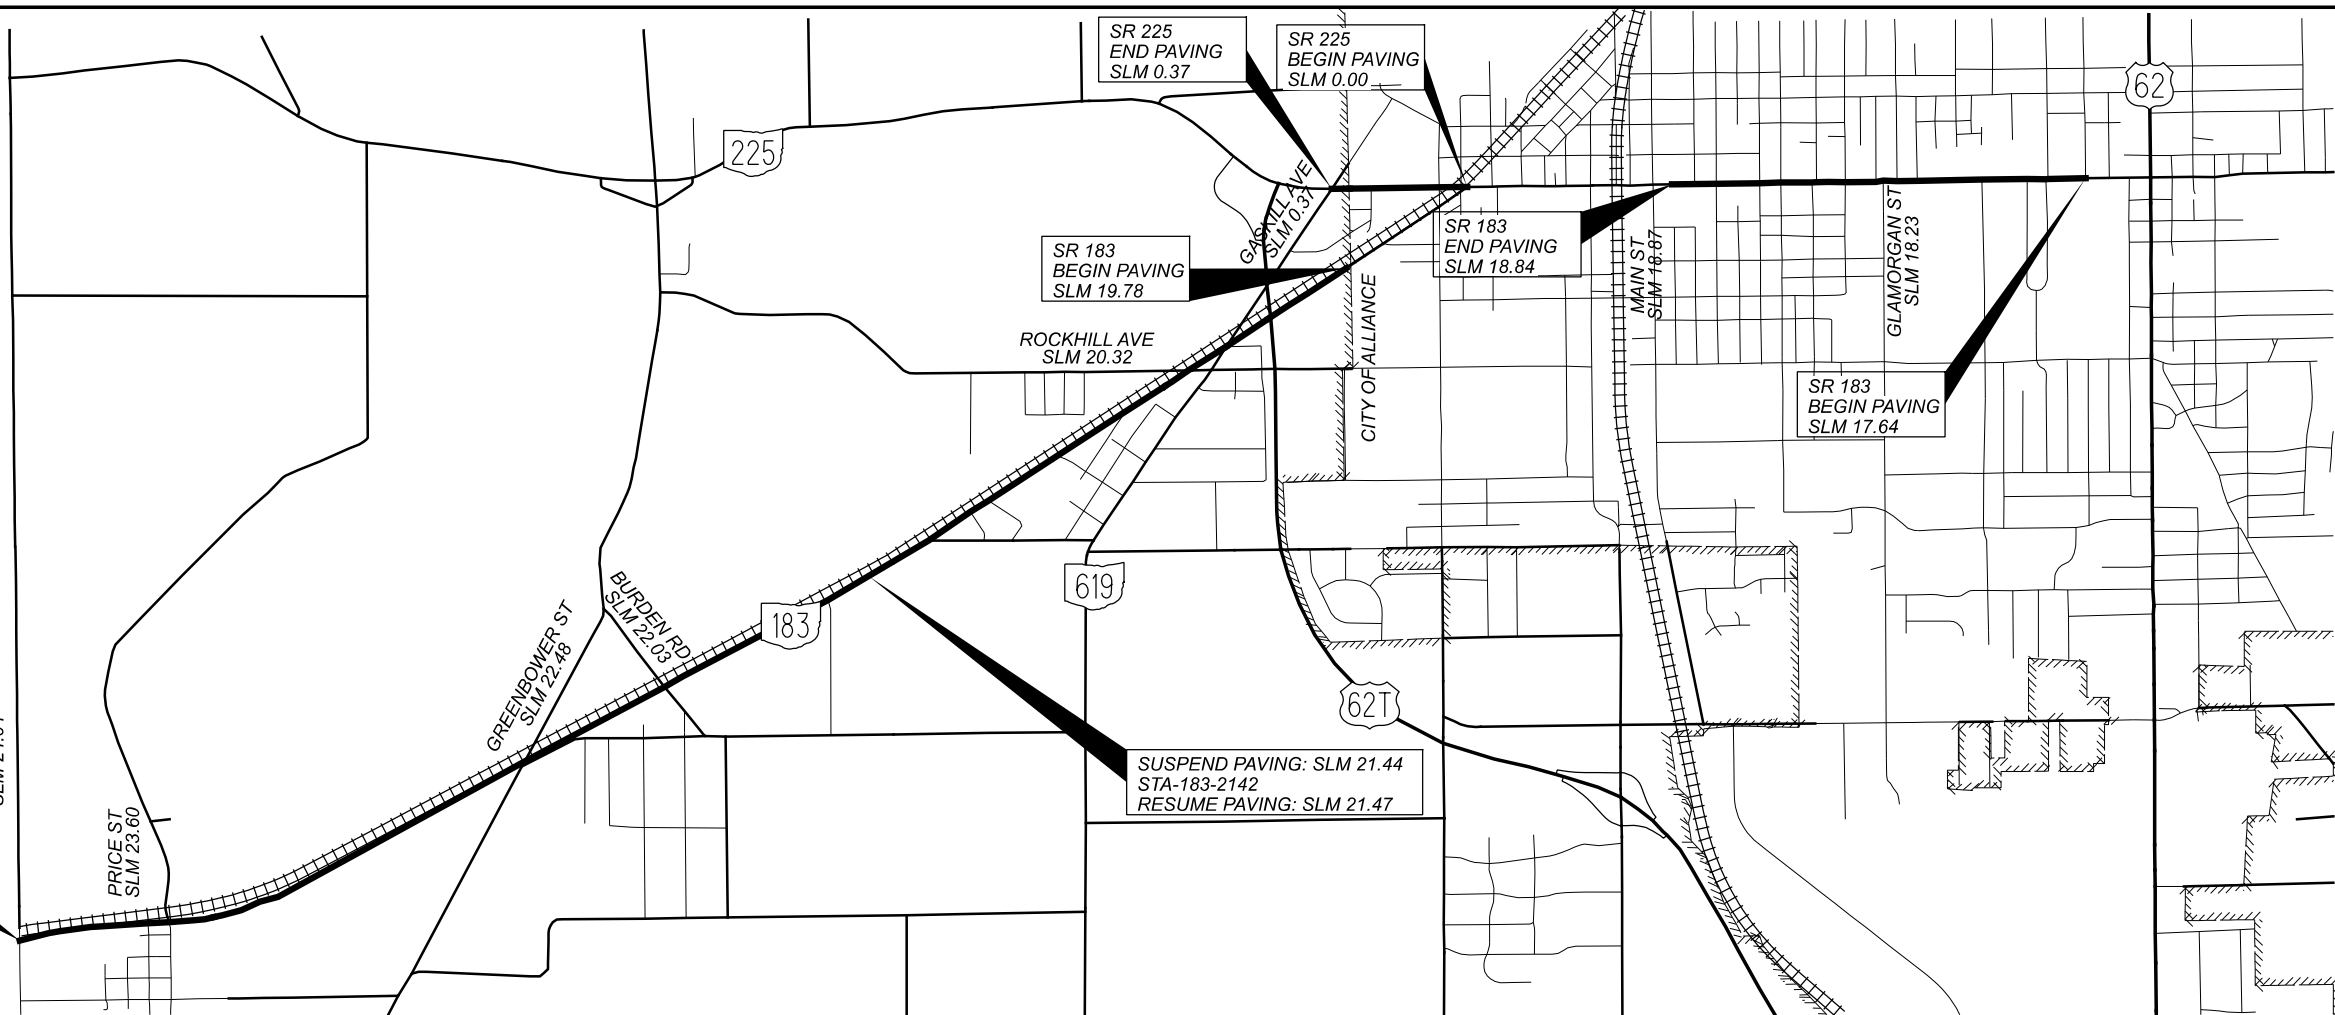 SR 225
END PAVING
SLM 0.37
SR 225
BEGIN PAVING
SLM 0.00
62
225
GASKILL AVE
SLM 0.37
SR 183
END PAVING
SLM 18.84
SR 183
BEGIN PAVING
SLM 19.78
MAIN ST
SLM 18.87
GLAMORGAN ST
SLM 18.23
ROCKHILL AVE
SLM 20.32
CITY OF ALLIANCE
SR 183
BEGIN PAVING
SLM 17.64
619
183
BURDEN RD
SLM 22.03
GREENBOWER ST
SLM 22.48
62T
SUSPEND PAVING: SLM 21.44
STA-183-2142
RESUME PAVING: SLM 21.47
PRICE ST
SLM 23.60